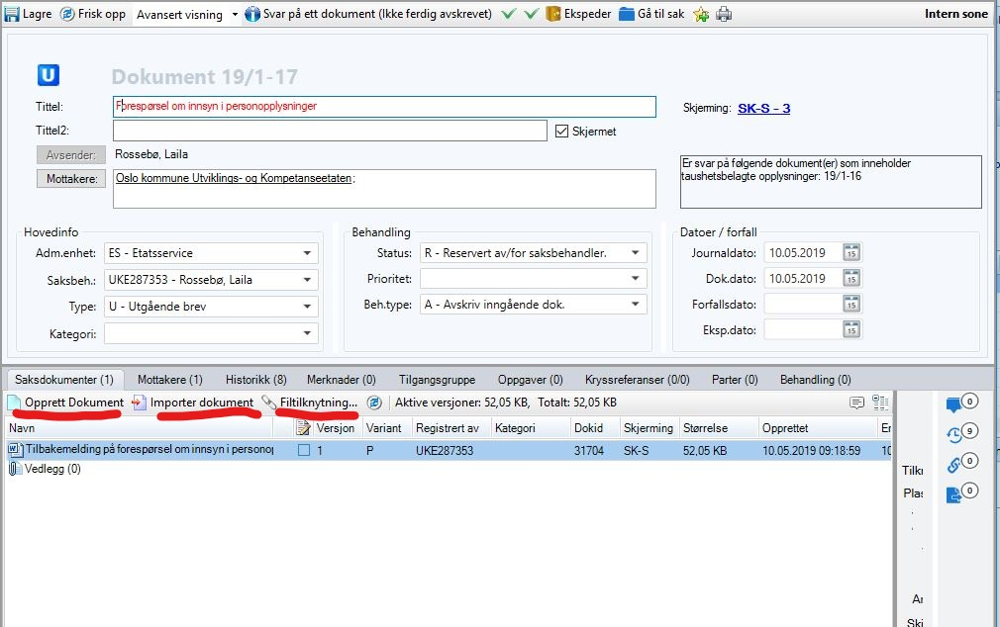 Lagre Frisk opp Avansert visning Svar på ett dokument (Ikke ferdig avskrevet) Ekspeder Gå til sak Intern sone
U Dokument 19/1-17
Tittel: Forespørsel om innsyn i personopplysninger Skjerming: SK-S - 3
Tittel2: Skjermet
Avsender: Rossebø, Laila
Mottakere: Oslo kommune Utviklings- og Kompetanseetaten;
Er svar på følgende dokument(er) som inneholder
taushetsbelagte opplysninger: 19/1-16
Hovedinfo Behandling Datoer / forfall
Adm.enhet: ES - Etatsservice Status: R - Reservert av/for saksbehandler. Journaldato: 10.05.2019 15
Saksbeh.: UKE287353 - Rossebø, Laila Prioritet: Dok.dato: 10.05.2019 15
Type: U - Utgående brev Beh.type: A - Avskriv inngående dok. Forfallsdato: 15
Kategori: Eksp.dato: 15
Saksdokumenter (1) Mottakere (1) Historikk (8) Merknader (0) Tilgangsgruppe Oppgaver (0) Kryssreferanser (0/0) Parter (0) Behandling (0)
Opprett Dokument Importer dokument Filtilknytning... Aktive versjoner: 52,05 KB, Totalt: 52,05 KB 0
Navn Versjon Variant Registrert av Kategori Dokid Skjerming Størrelse Opprettet 9
Tilbakemelding på forespørsel om innsyn i 1 P UKE287353 31704 SK-S 52,05 KB 10.05.2019 09:18:59 10
Vedlegg (0) 0
0